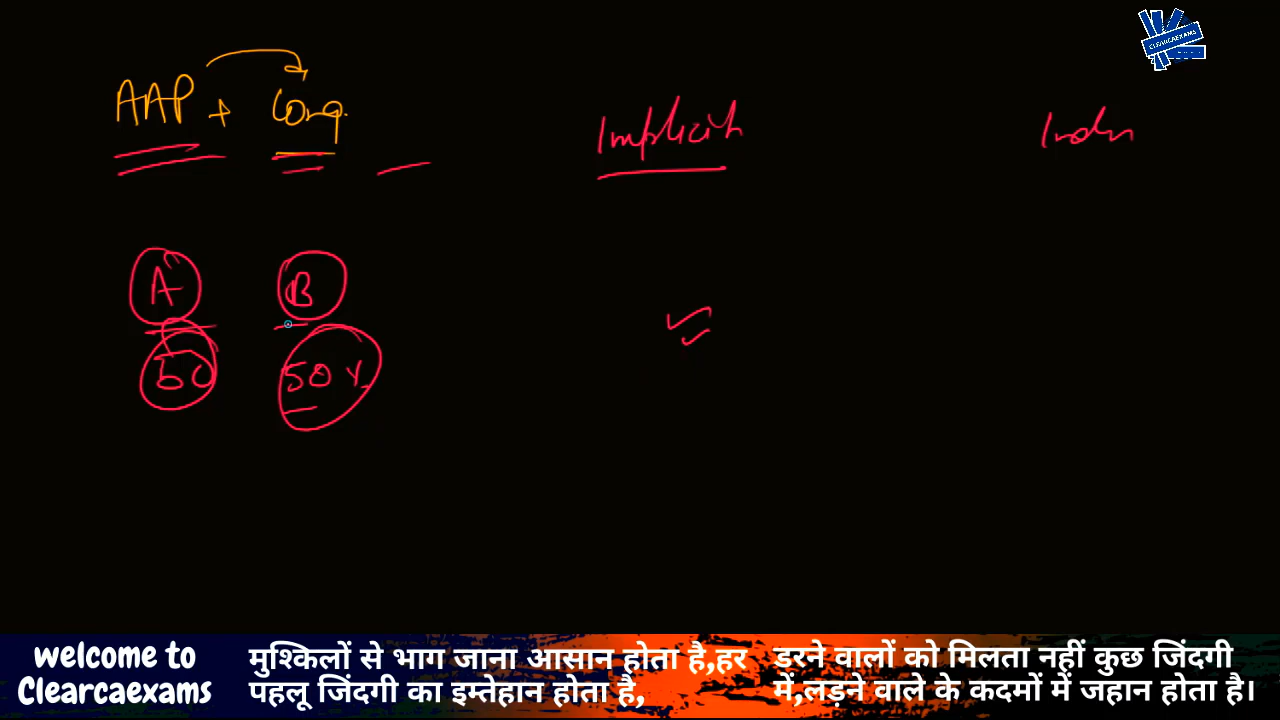 CLEARCAEXAMS
AAP + Cong.
Implicit
A B
50 50%
welcome to
Clearcaexams
मुश्किलों से भाग जाना आसान होता है,हर
पहलू जिंदगी का इम्तेहान होता है,
डरने वालों को मिलता नहीं कुछ जिंदगी
में,लड़ने वाले के कदमों में जहान होता है।